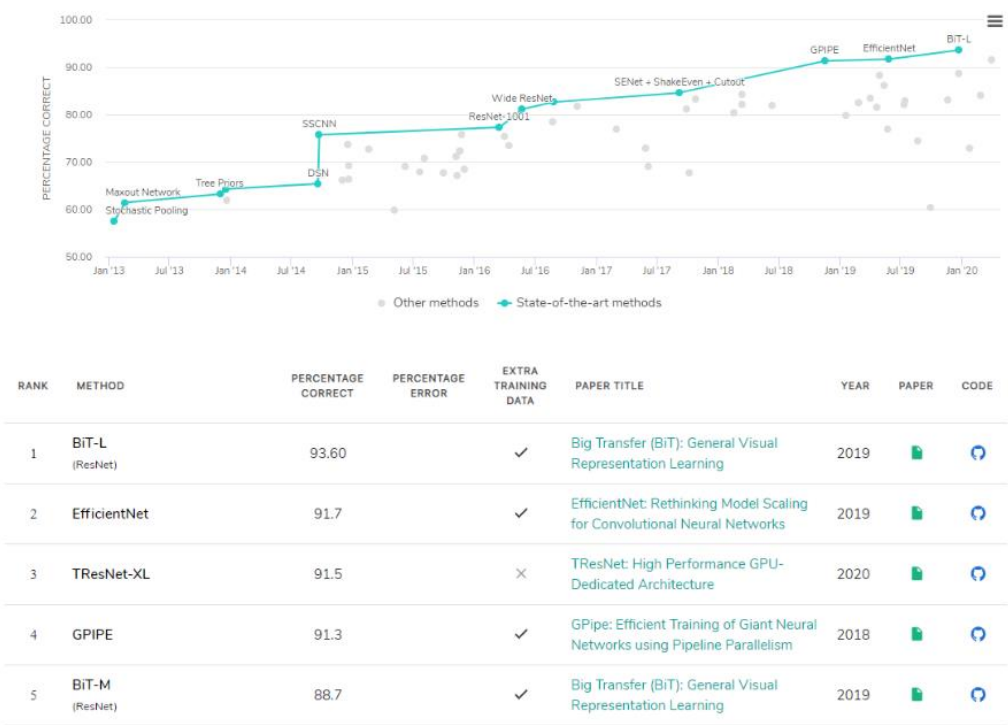 100.00
90.00
80.00
70.00
60.00
50.00
PERCENTAGE CORRECT
Stochastic Pooling
Maxout Network
Tree Priors
DSN
SSCNN
ResNet-1001
Wide ResNet
SENet + ShakeEven + Cutout
GPIPE
EfficientNet
BiT-L
Jan '13 Jul '13 Jan '14 Jul '14 Jan '15 Jul '15 Jan '16 Jul '16 Jan '17 Jul '17 Jan '18 Jul '18 Jan '19 Jul '19 Jan '20
Other methods State-of-the-art methods
RANK METHOD PERCENTAGE CORRECT PERCENTAGE ERROR EXTRA TRAINING DATA PAPER TITLE YEAR PAPER CODE
1 BiT-L (ResNet) 93.60 ✓ Big Transfer (BiT): General Visual
Representation Learning 2019
2 EfficientNet 91.7 ✓ EfficientNet: Rethinking Model Scaling
for Convolutional Neural Networks 2019
3 TResNet-XL 91.5 × TResNet: High Performance GPU-
Dedicated Architecture 2020
4 GPIPE 91.3 ✓ GPipe: Efficient Training of Giant Neural
Networks using Pipeline Parallelism 2018
5 BiT-M (ResNet) 88.7 ✓ Big Transfer (BiT): General Visual
Representation Learning 2019